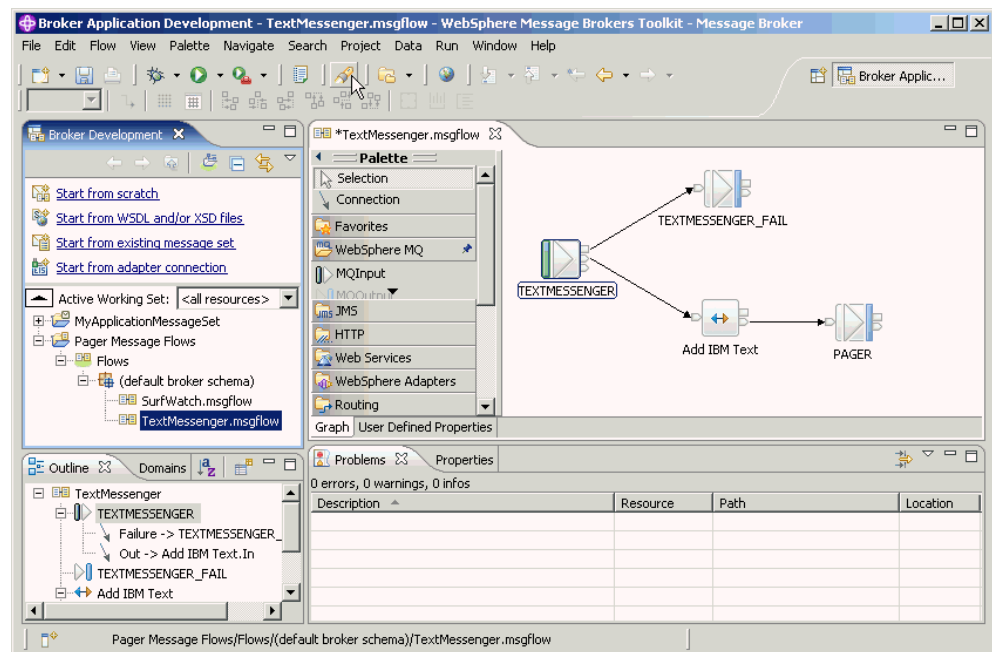 Broker Application Development - TextMessenger.msgflow - WebSphere Message Brokers Toolkit - Message Broker
File Edit Flow View Palette Navigate Search Project Data Run Window Help
Broker Applic...
Broker Development
Start from scratch
Start from WSDL and/or XSD files
Start from existing message set
Start from adapter connection
Active Working Set: <all resources>
MyApplicationMessageSet
Pager Message Flows
Flows
(default broker schema)
SurfWatch.msgflow
TextMessenger.msgflow
*TextMessenger.msgflow
Palette
Selection
Connection
Favorites
WebSphere MQ
MQInput
MQOutput
JMS
HTTP
Web Services
WebSphere Adapters
Routing
Graph User Defined Properties
TEXTMESSENGER_FAIL
TEXTMESSENGER
Add IBM Text
PAGER
Outline Domains
TextMessenger
TEXTMESSENGER
Failure -> TEXTMESSENGER_
Out -> Add IBM Text.In
TEXTMESSENGER_FAIL
Add IBM Text
Problems Properties
0 errors, 0 warnings, 0 infos
Description Resource Path Location
Pager Message Flows/Flows/(default broker schema)/TextMessenger.msgflow